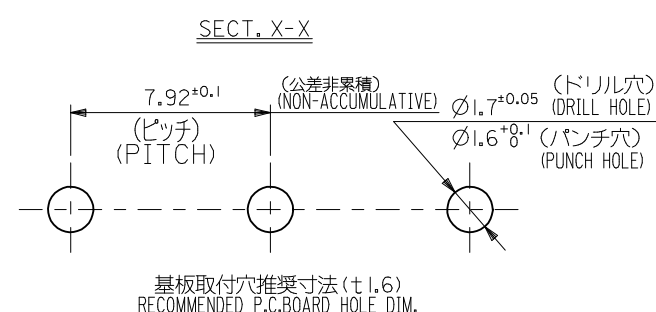 SECT. X-X
7.92±0.1
(ピッチ)
(PITCH)
(公差非累積)
(NON-ACCUMULATIVE)
∅1.7±0.05 (ドリル穴)
(DRILL HOLE)
∅1.6+0.1 0 (パンチ穴)
(PUNCH HOLE)
基板取付穴推奨寸法(t1.6)
RECOMMENDED P.C.BOARD HOLE DIM.